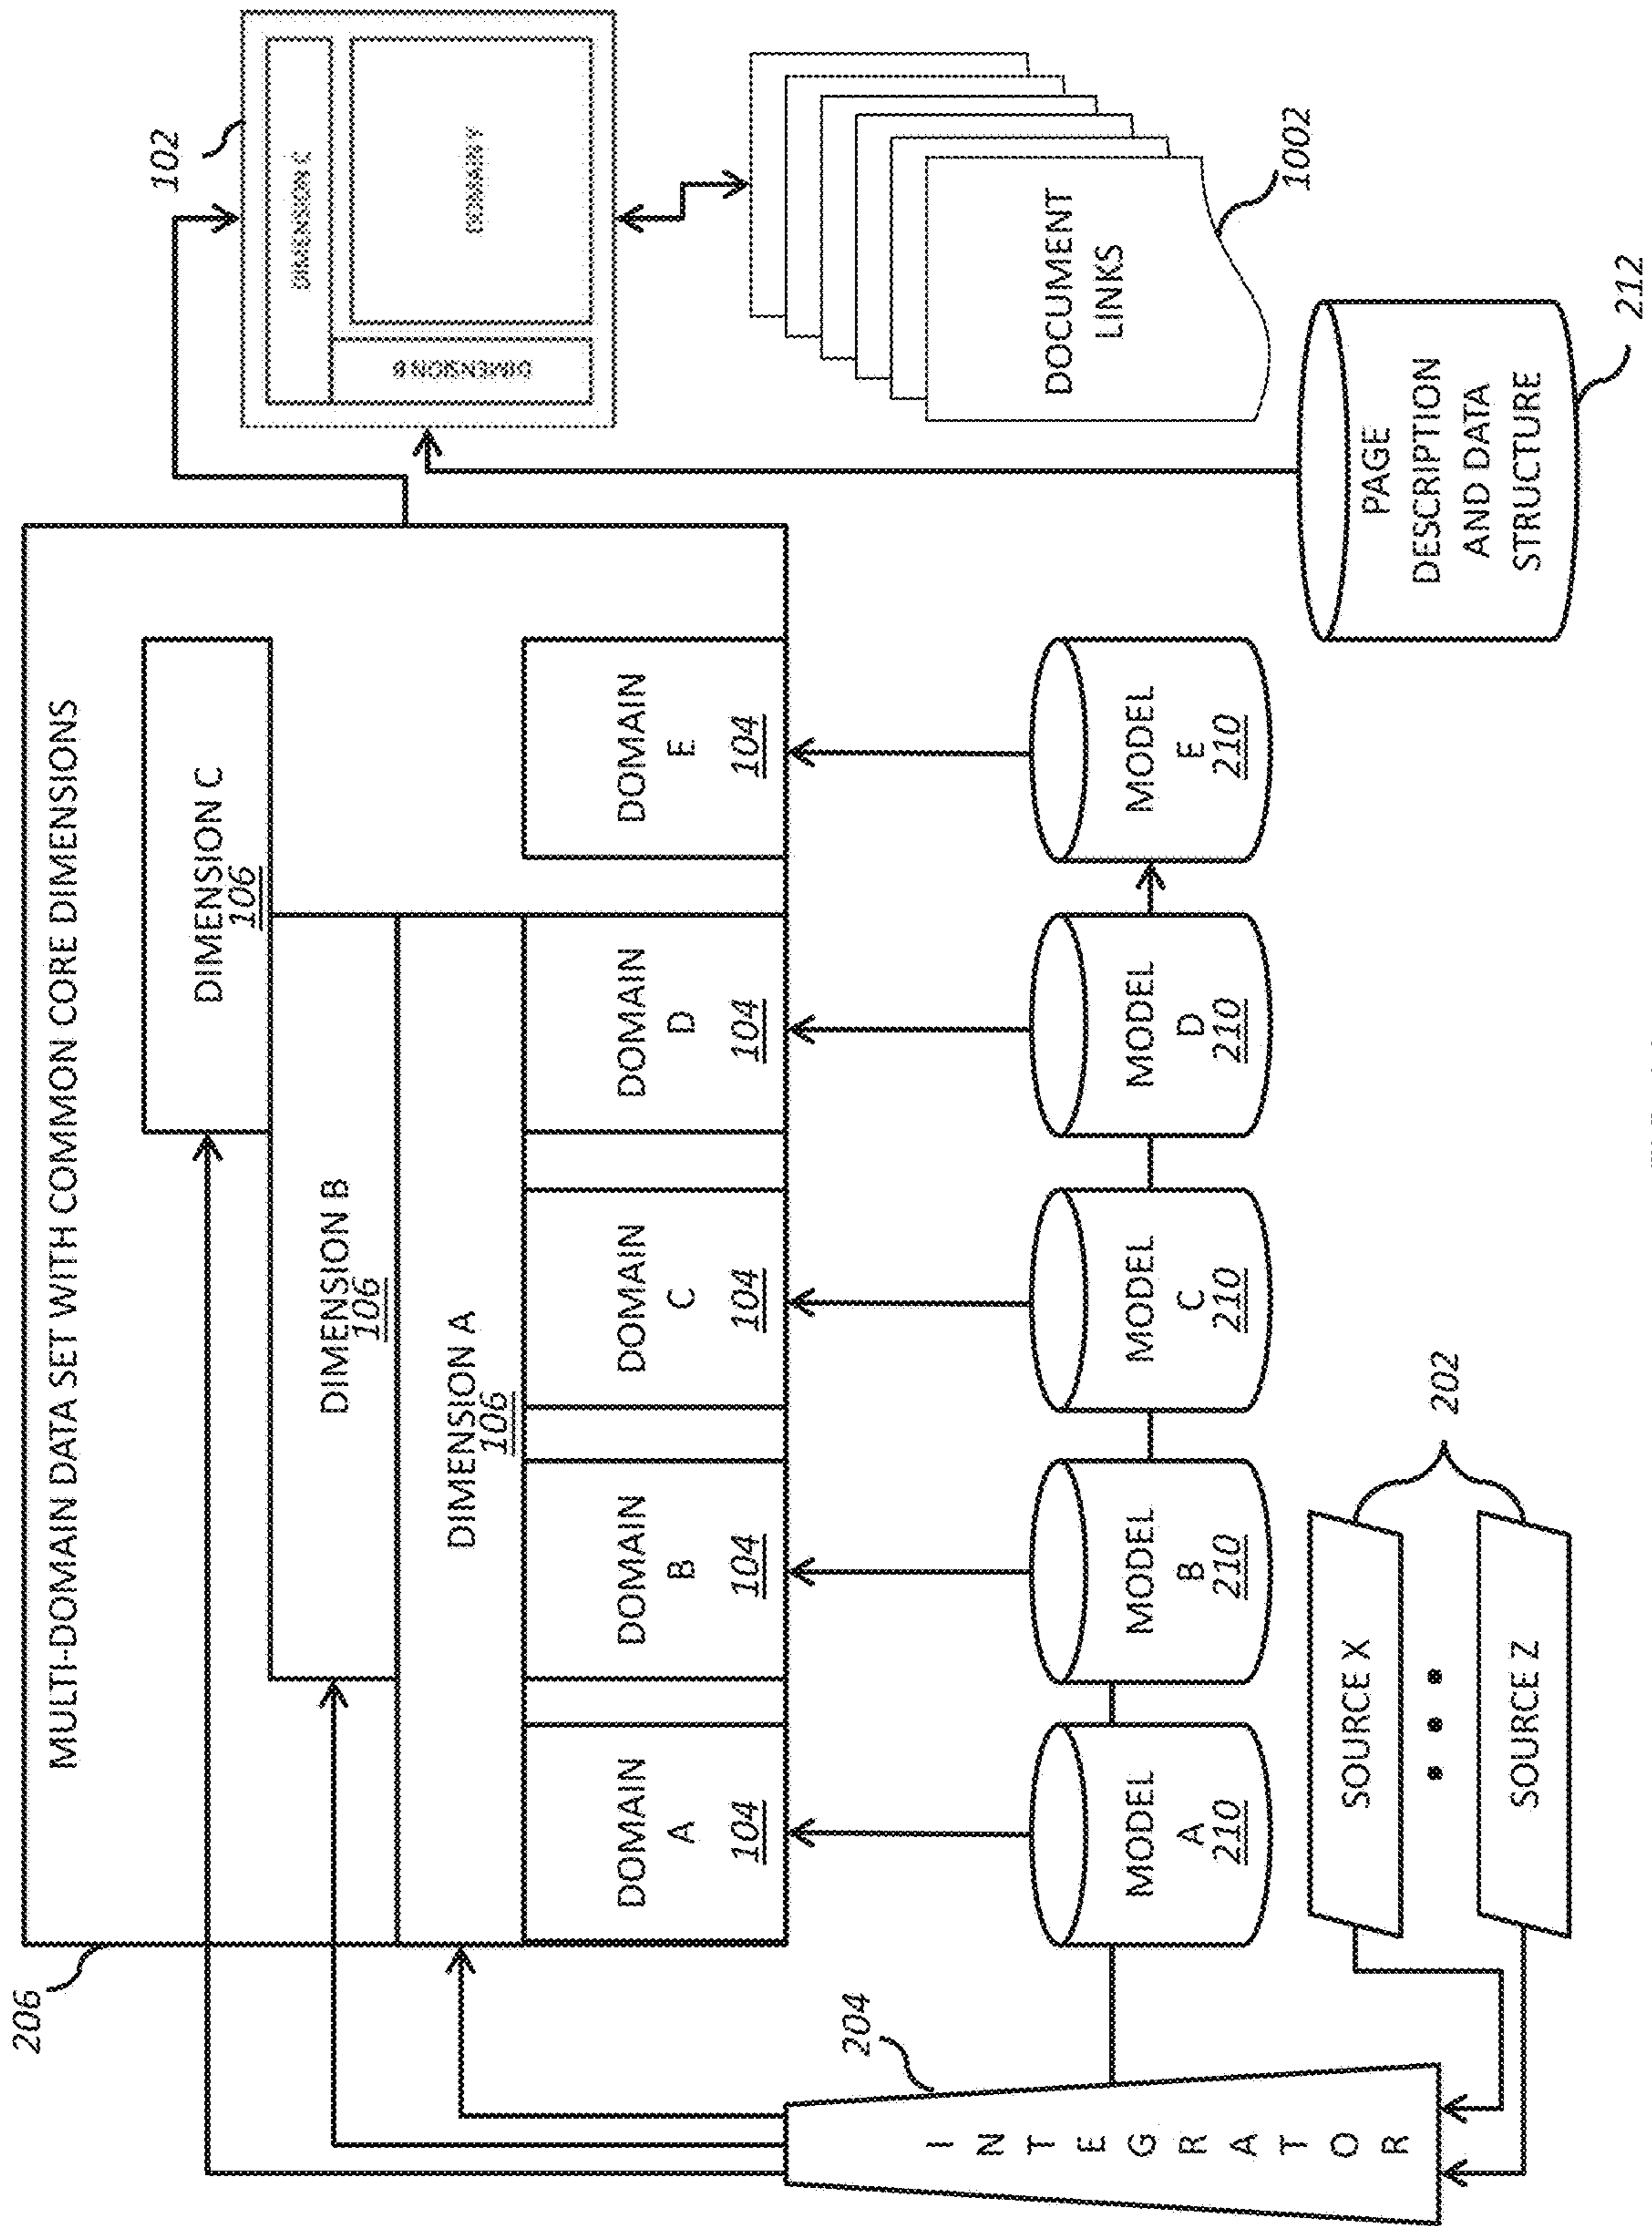 206
MULTI-DOMAIN DATA SET WITH COMMON CORE DIMENSIONS
DIMENSION C
106
DIMENSION B
106
DIMENSION A
106
DOMAIN
A
104
DOMAIN
B
104
DOMAIN
C
104
DOMAIN
D
104
DOMAIN
E
104
102
DIMENSION C
DIMENSION B
DOMAIN Y
DOCUMENT
LINKS
1002
204
INTEGRATOR
MODEL
A
210
MODEL
B
210
MODEL
C
210
MODEL
D
210
MODEL
E
210
SOURCE X
SOURCE Z
202
PAGE
DESCRIPTION
AND DATA
STRUCTURE
212